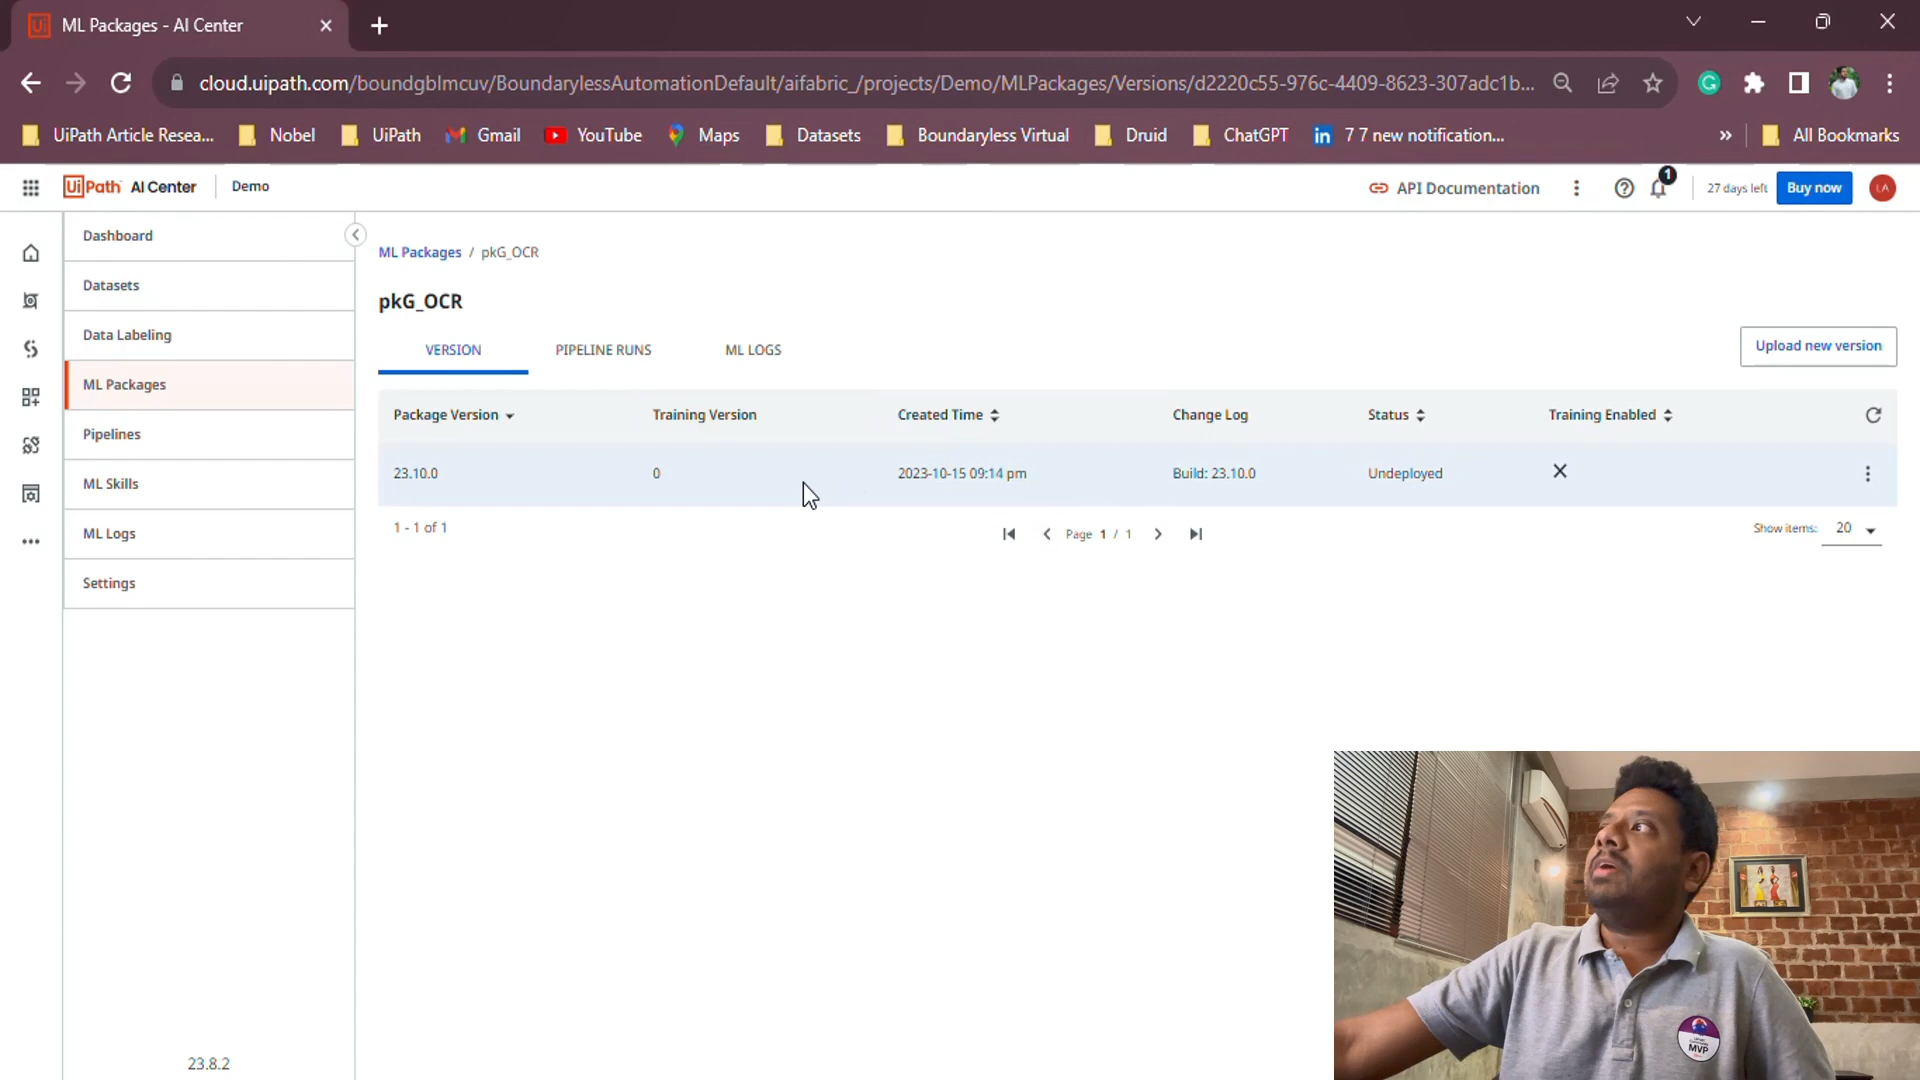 ML Packages - AI Center
cloud.uipath.com/boundgblmcuv/BoundarylessAutomationDefault/aifabric_/projects/Demo/MLPackages/Versions/d2220c55-976c-4409-8623-307adc1b...
UiPath Article Resea... Nobel UiPath Gmail YouTube Maps Datasets Boundaryless Virtual Druid ChatGPT 7 7 new notification... » All Bookmarks
UiPath AI Center Demo API Documentation 1 27 days left Buy now LA
Dashboard
Datasets
Data Labeling
ML Packages
Pipelines
ML Skills
ML Logs
Settings
23.8.2
ML Packages / pkG_OCR
pkG_OCR
VERSION PIPELINE RUNS ML LOGS
Upload new version
Package Version Training Version Created Time Change Log Status Training Enabled
23.10.0 0 2023-10-15 09:14 pm Build: 23.10.0 Undeployed
1 - 1 of 1 Page 1 / 1 Show items: 20
MVP